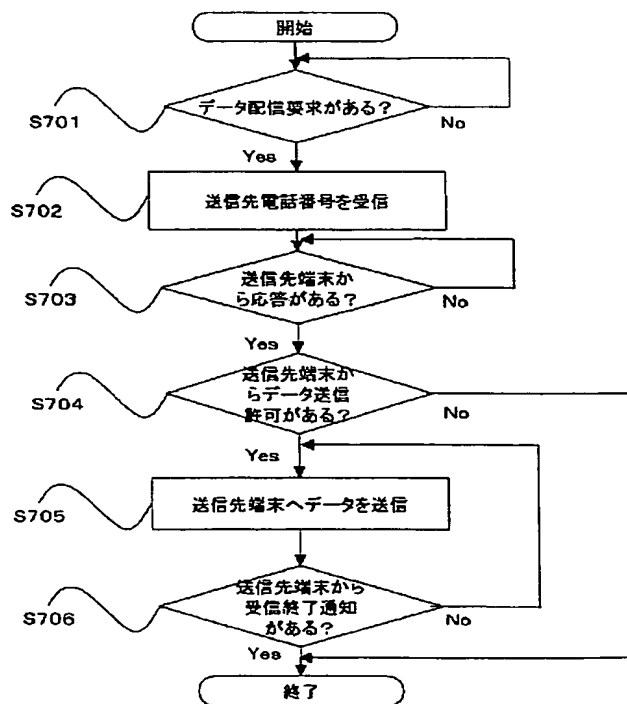 開始
データ配信要求がある？
S701
No
Yes
送信先電話番号を受信
S702
送信先端末か
ら応答がある？
S703
No
Yes
送信先端末か
らデータ送信
許可がある？
S704
No
Yes
送信先端末へデータを送信
S705
送信先端末から
受信終了通知
がある？
S706
No
Yes
終了